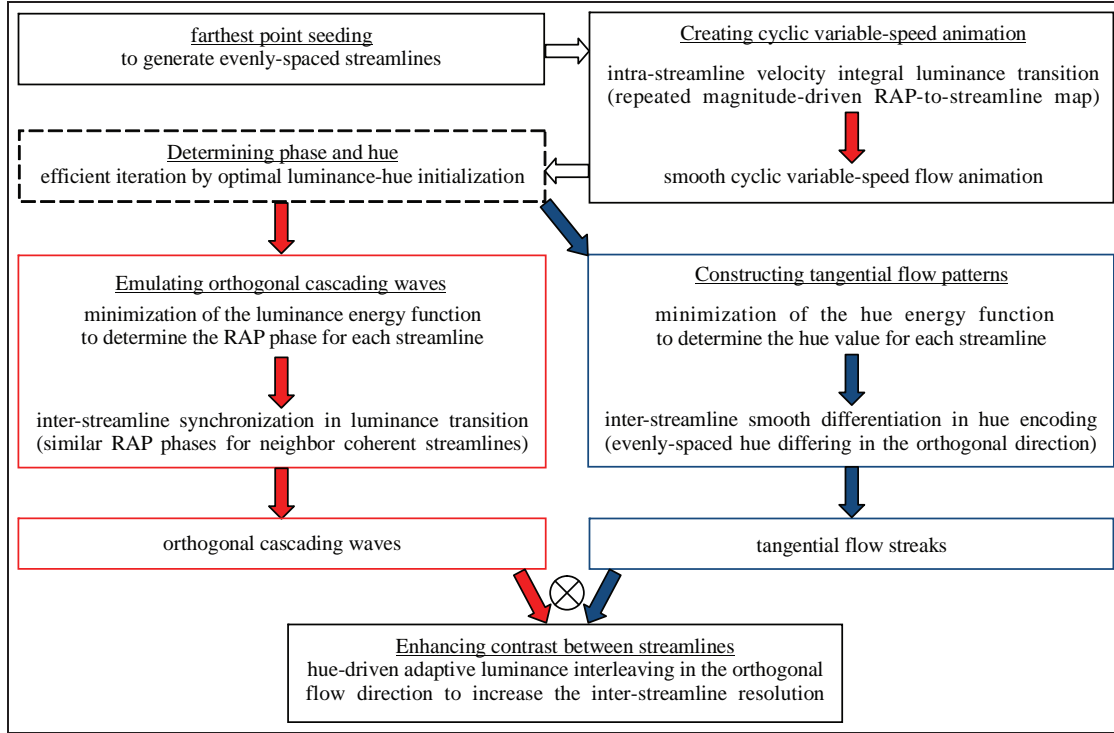 farthest point seeding
to generate evenly-spaced streamlines
Creating cyclic variable-speed animation
intra-streamline velocity integral luminance transition
(repeated magnitude-driven RAP-to-streamline map)
smooth cyclic variable-speed flow animation
Determining phase and hue
efficient iteration by optimal luminance-hue initialization
Emulating orthogonal cascading waves
minimization of the luminance energy function
to determine the RAP phase for each streamline
inter-streamline synchronization in luminance transition
(similar RAP phases for neighbor coherent streamlines)
Constructing tangential flow patterns
minimization of the hue energy function
to determine the hue value for each streamline
inter-streamline smooth differentiation in hue encoding
(evenly-spaced hue differing in the orthogonal direction)
orthogonal cascading waves
tangential flow streaks
Enhancing contrast between streamlines
hue-driven adaptive luminance interleaving in the orthogonal
flow direction to increase the inter-streamline resolution